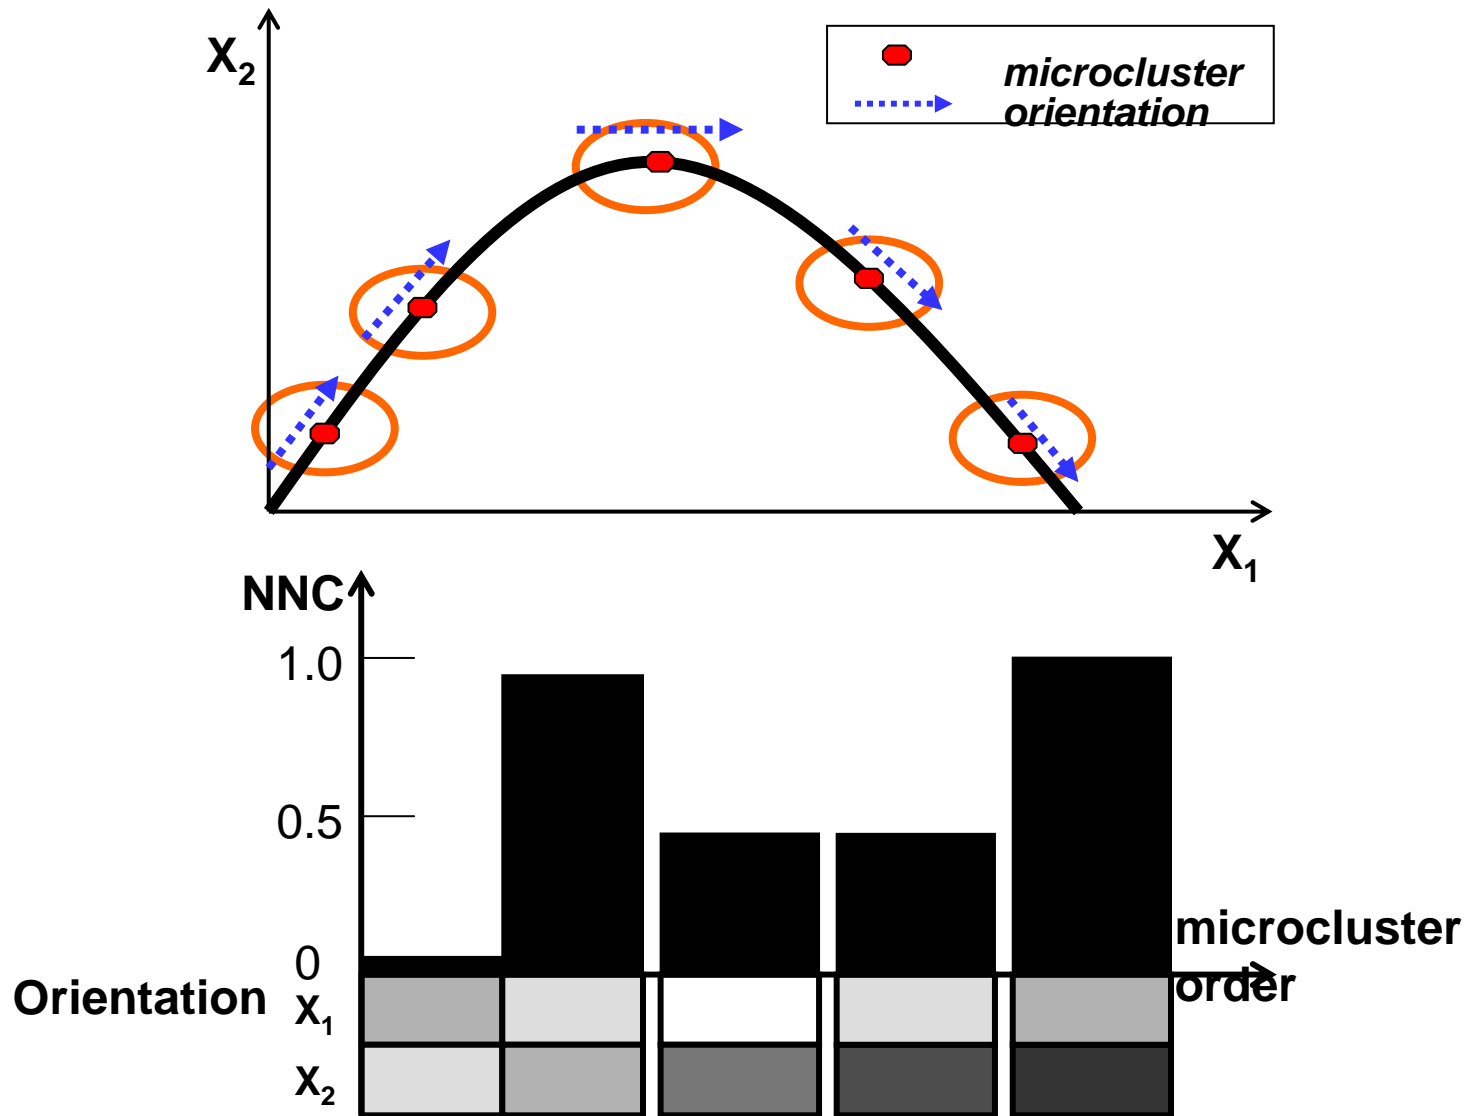 X₂
microcluster
orientation
X₁
NNC
1.0
0.5
0
microcluster
order
Orientation
X₁
X₂